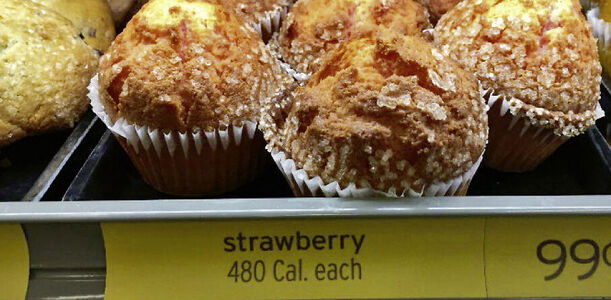 strawberry
480 Cal. each
99¢